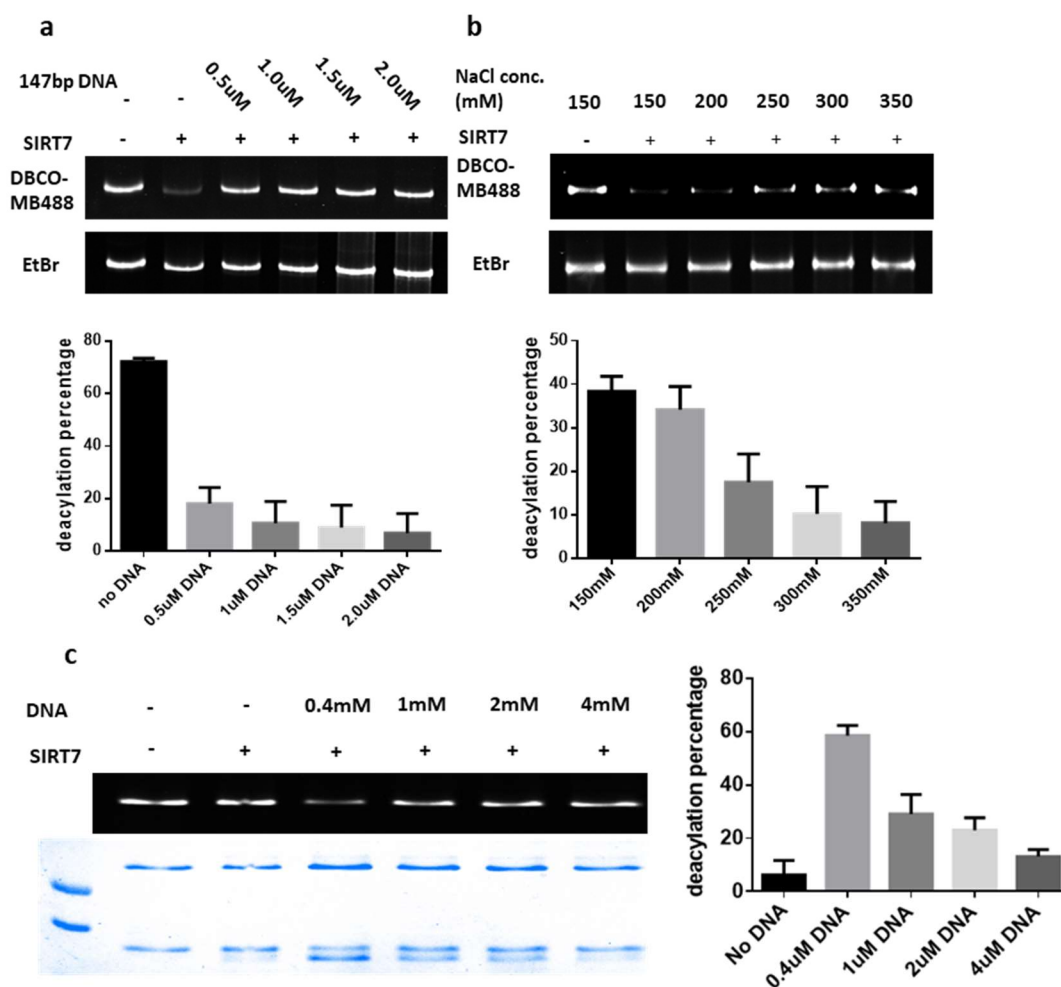 a
147bp DNA - - 0.5uM 1.0uM 1.5uM 2.0uM
SIRT7 - + + + + +
DBCO-
MB488
EtBr
deacylation percentage
80
60
40
20
0
no DNA 0.5uM DNA 1uM DNA 1.5uM DNA 2.0uM DNA
b
NaCl conc.
(mM) 150 150 200 250 300 350
SIRT7 - + + + + +
DBCO-
MB488
EtBr
deacylation percentage
50
40
30
20
10
0
150mM 200mM 250mM 300mM 350mM
c
DNA - - 0.4mM 1mM 2mM 4mM
SIRT7 - + + + + +
deacylation percentage
80
60
40
20
0
No DNA 0.4uM DNA 1uM DNA 2uM DNA 4uM DNA